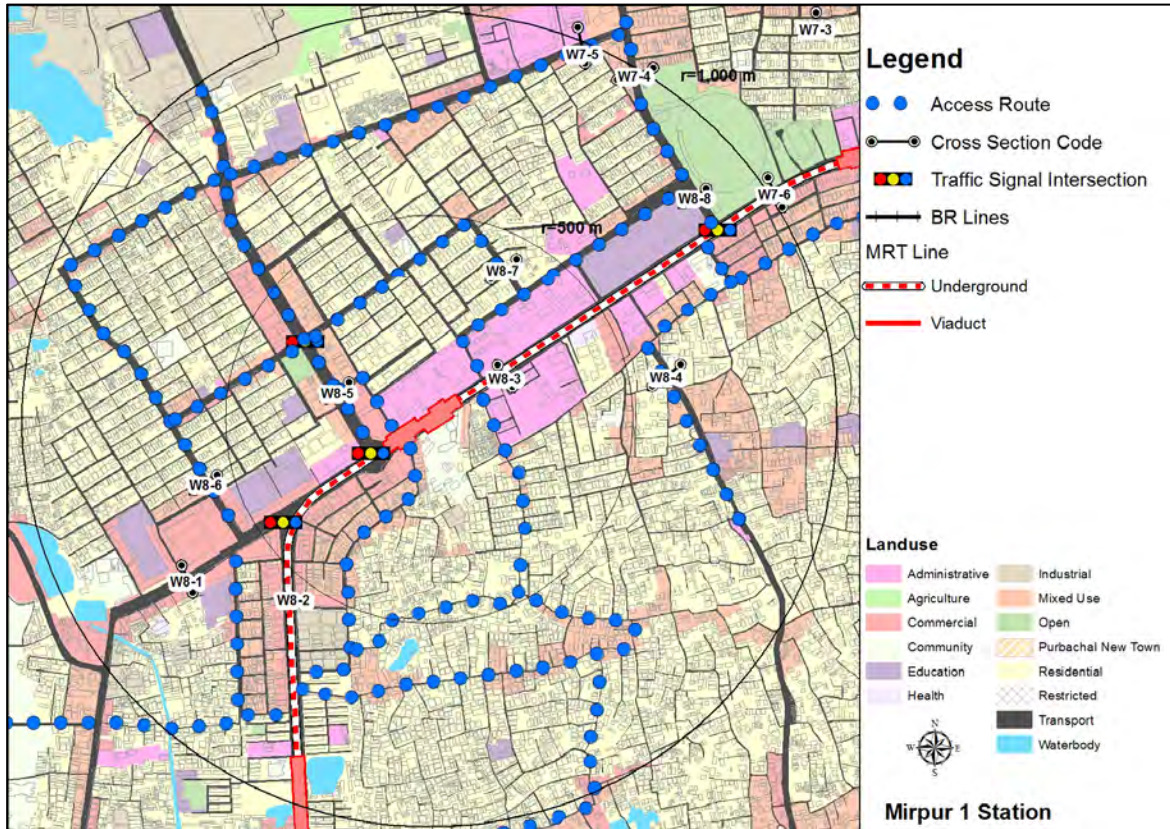 W7-3
W7-5
W7-4
r=1,000 m
W7-6
W8-8
r=500 m
W8-7
W8-3
W8-4
W8-5
W8-6
W8-1
W8-2
Legend
Access Route
Cross Section Code
Traffic Signal Intersection
BR Lines
MRT Line
Underground
Viaduct
Landuse
Administrative
Agriculture
Commercial
Community
Education
Health
Industrial
Mixed Use
Open
Purbachal New Town
Residential
Restricted
Transport
Waterbody
N
W E
S
Mirpur 1 Station